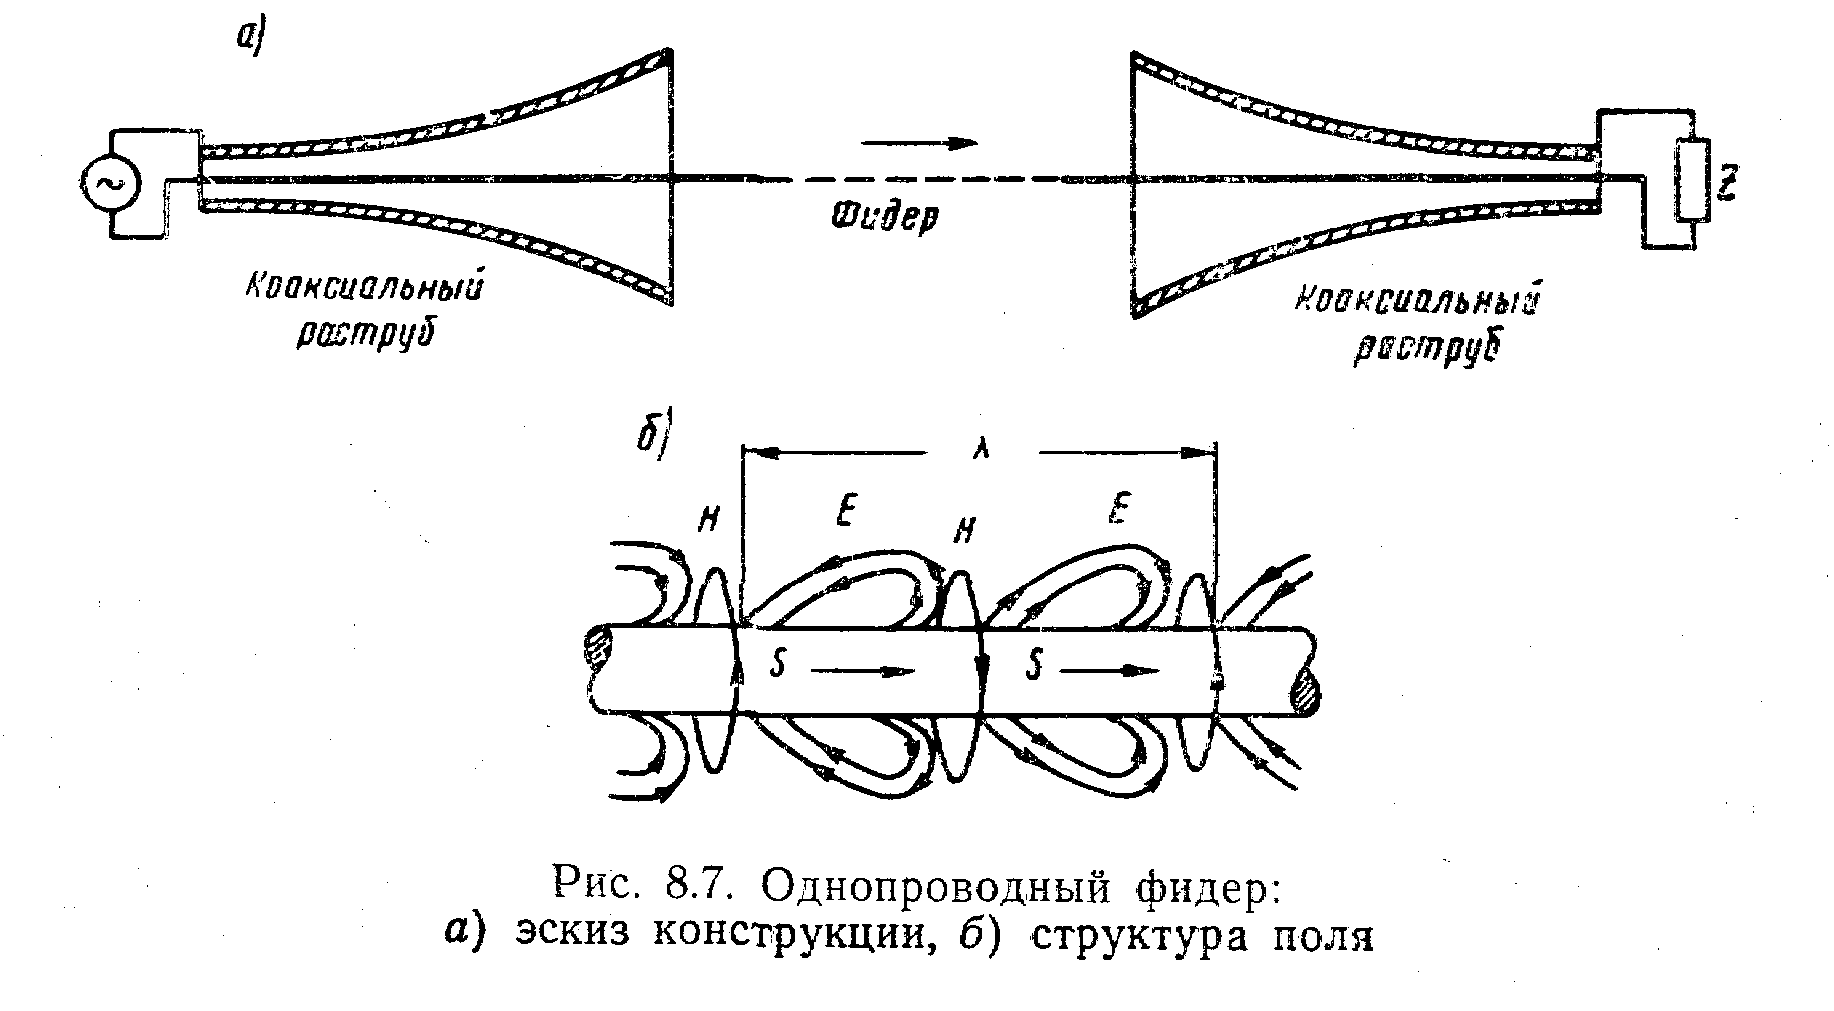 а)
Фидер
Z
Коаксиальный
раструб
Коаксиальный
раструб
б)
λ
H
E
H
E
S
S
Рис. 8.7. Однопроводный фидер:
а) эскиз конструкции, б) структура поля